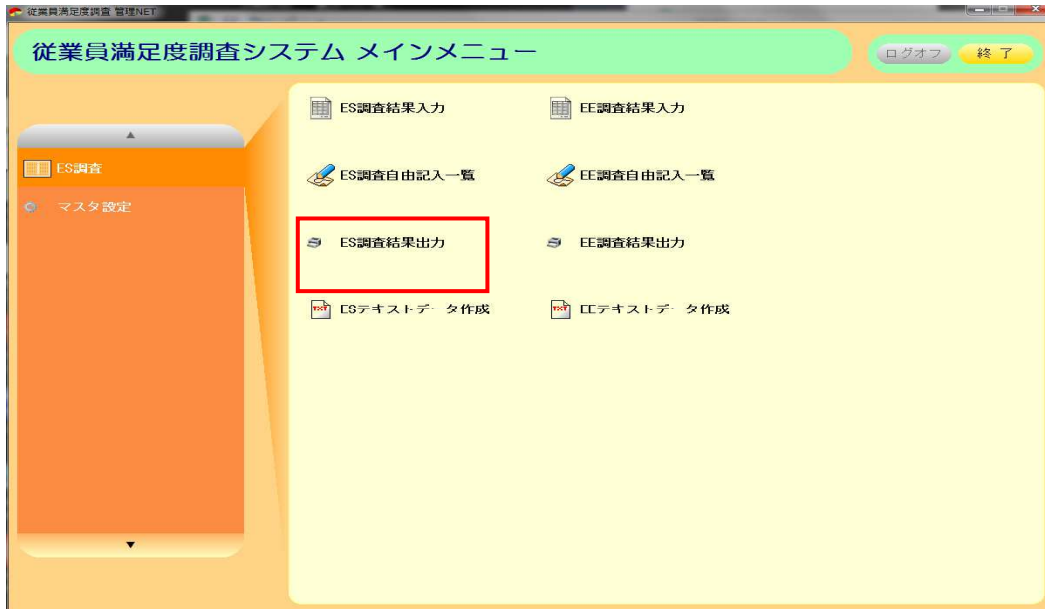 従業員満足度調査 管理NET
従業員満足度調査システム メインメニュー
ログオフ 終了
ES調査結果入力 EE調査結果入力
ES調査
ES調査自由記入一覧 EE調査自由記入一覧
マスタ設定
ES調査結果出力 EE調査結果出力
ESテキストデータ作成 EEテキストデータ作成